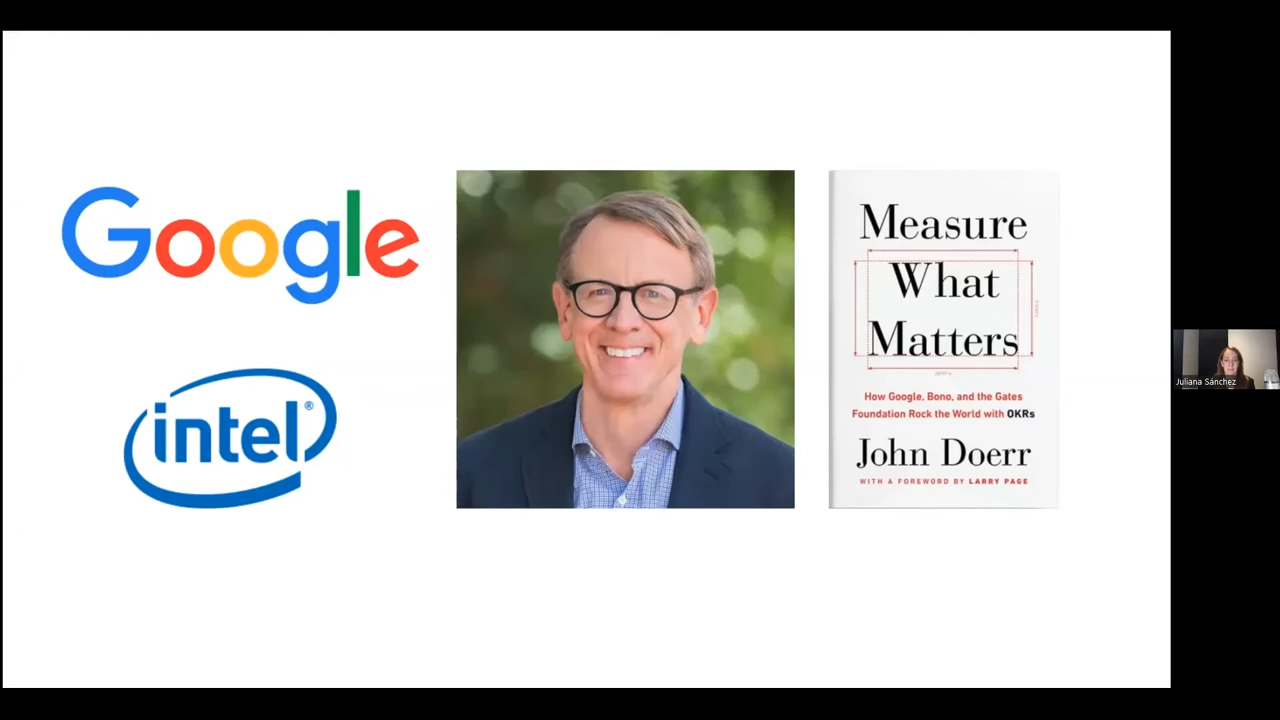 Google
intel®
Measure
What
Matters
How Google, Bono, and the Gates
Foundation Rock the World with OKRs
John Doerr
WITH A FOREWORD BY LARRY PAGE
Juliana Sánchez